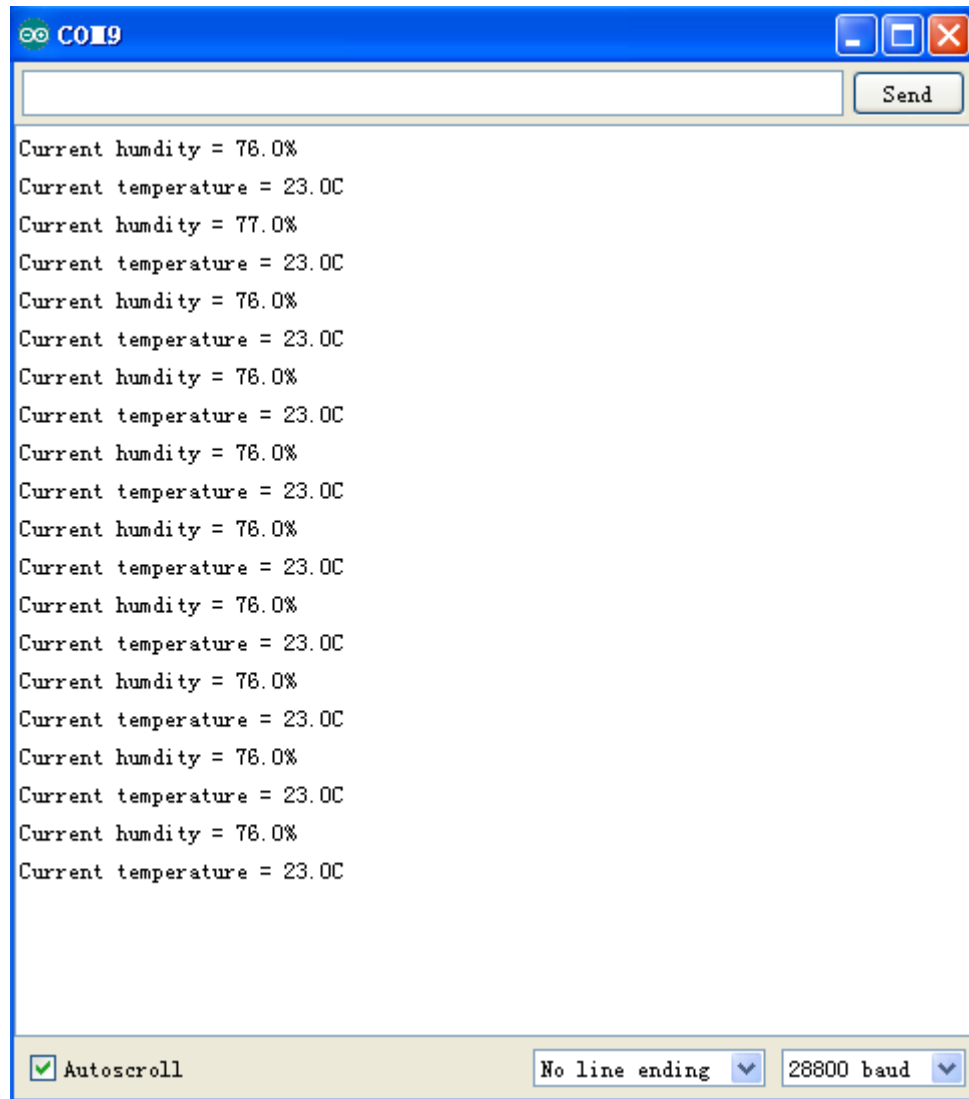 COM9
Send
Current humdity = 76.0%
Current temperature = 23.0C
Current humdity = 77.0%
Current temperature = 23.0C
Current humdity = 76.0%
Current temperature = 23.0C
Current humdity = 76.0%
Current temperature = 23.0C
Current humdity = 76.0%
Current temperature = 23.0C
Current humdity = 76.0%
Current temperature = 23.0C
Current humdity = 76.0%
Current temperature = 23.0C
Current humdity = 76.0%
Current temperature = 23.0C
Current humdity = 76.0%
Current temperature = 23.0C
Current humdity = 76.0%
Current temperature = 23.0C
Autoscroll No line ending 28800 baud